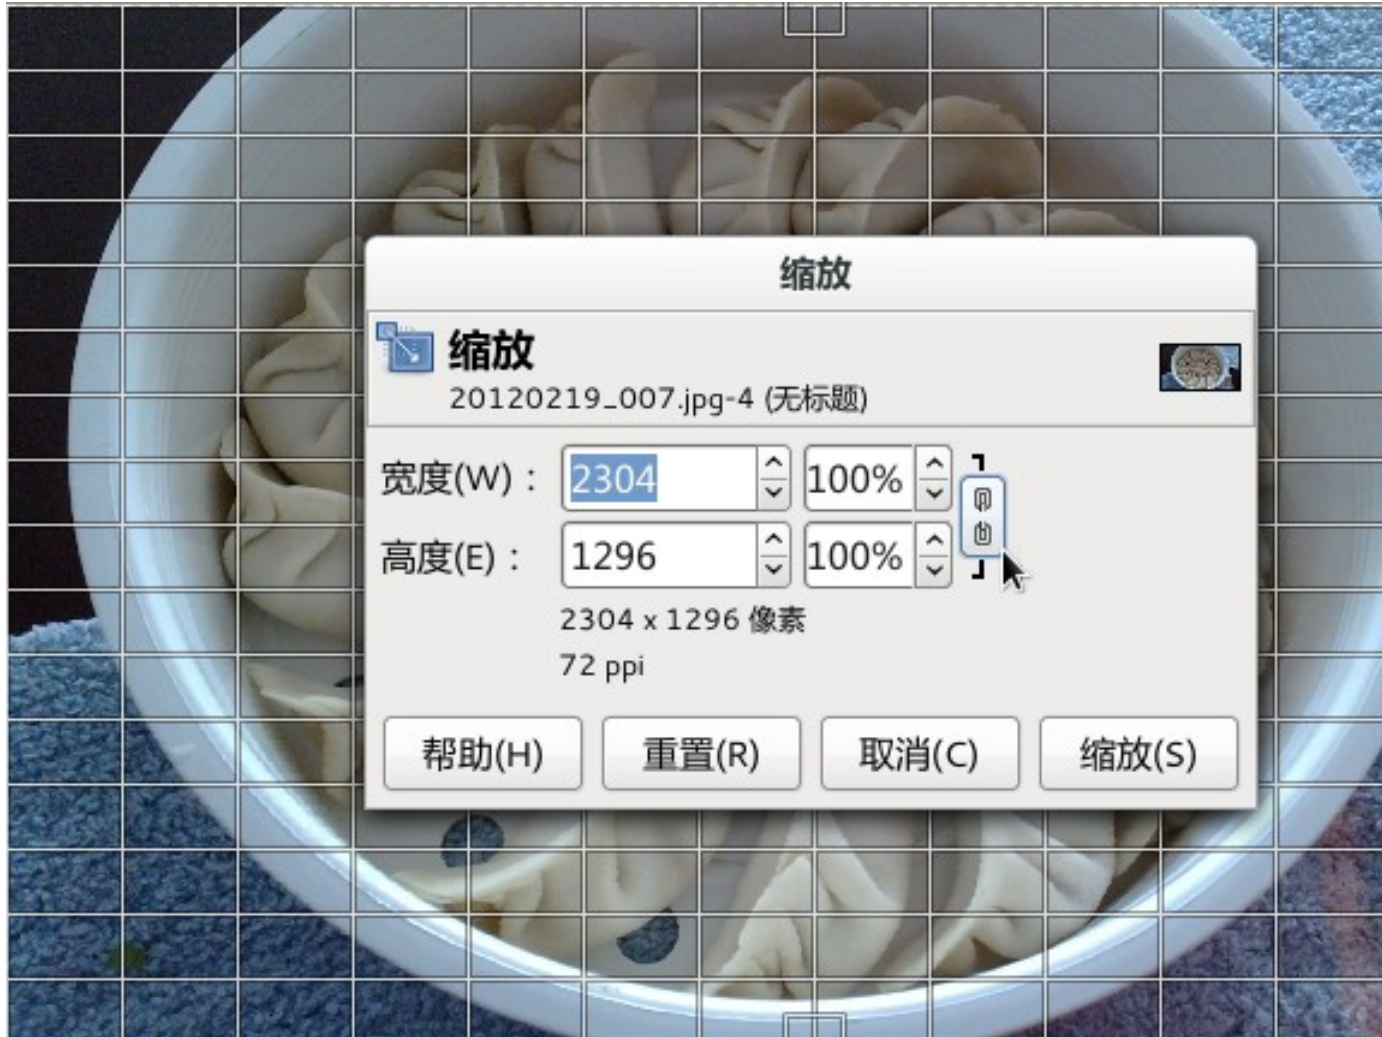 缩放
缩放
20120219_007.jpg-4 (无标题)
宽度(W)： 2304 100%
高度(E)： 1296 100%
2304 x 1296 像素
72 ppi
帮助(H) 重置(R) 取消(C) 缩放(S)